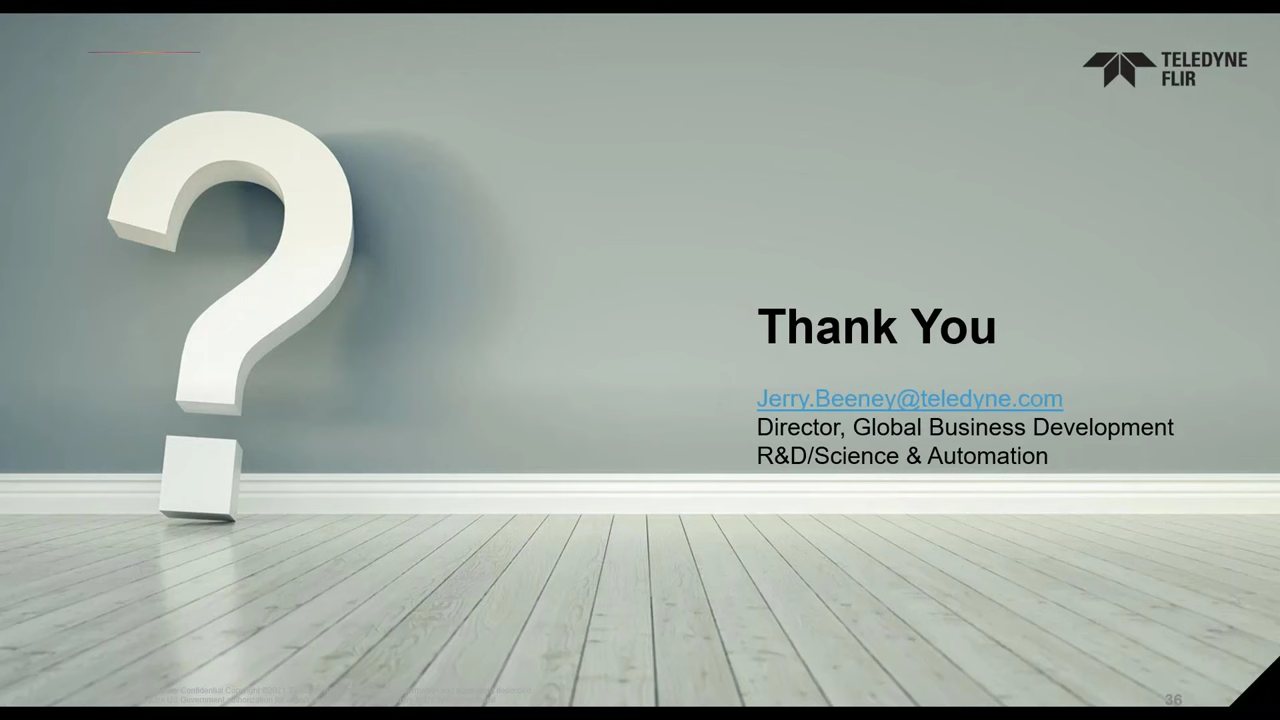 TELEDYNE
FLIR
Thank You
Jerry.Beeney@teledyne.com
Director, Global Business Development
R&D/Science & Automation
36